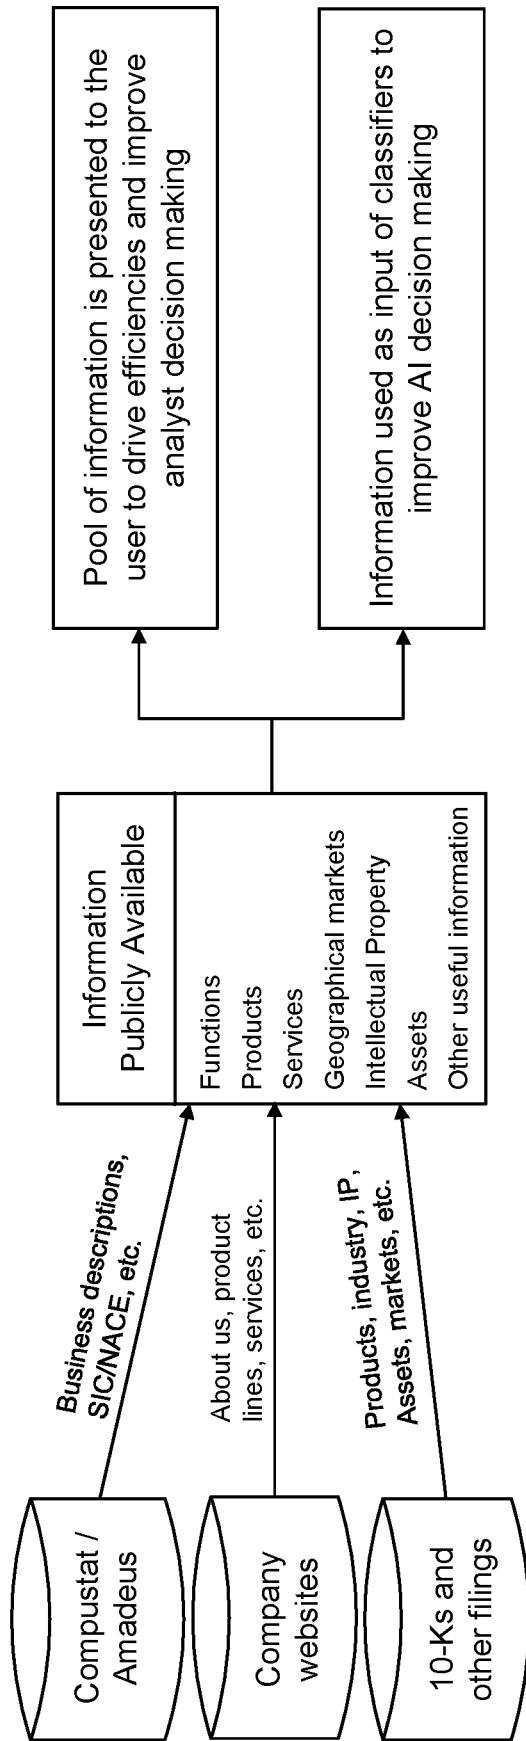 Compustat /
Amadeus
Company
websites
10-Ks and
other filings
Business descriptions,
SIC/NACE, etc.
About us, product
lines, services, etc.
Products, industry, IP,
Assets, markets, etc.
Information
Publicly Available
Functions
Products
Services
Geographical markets
Intellectual Property
Assets
Other useful information
Pool of information is presented to the
user to drive efficiencies and improve
analyst decision making
Information used as input of classifiers to
improve AI decision making